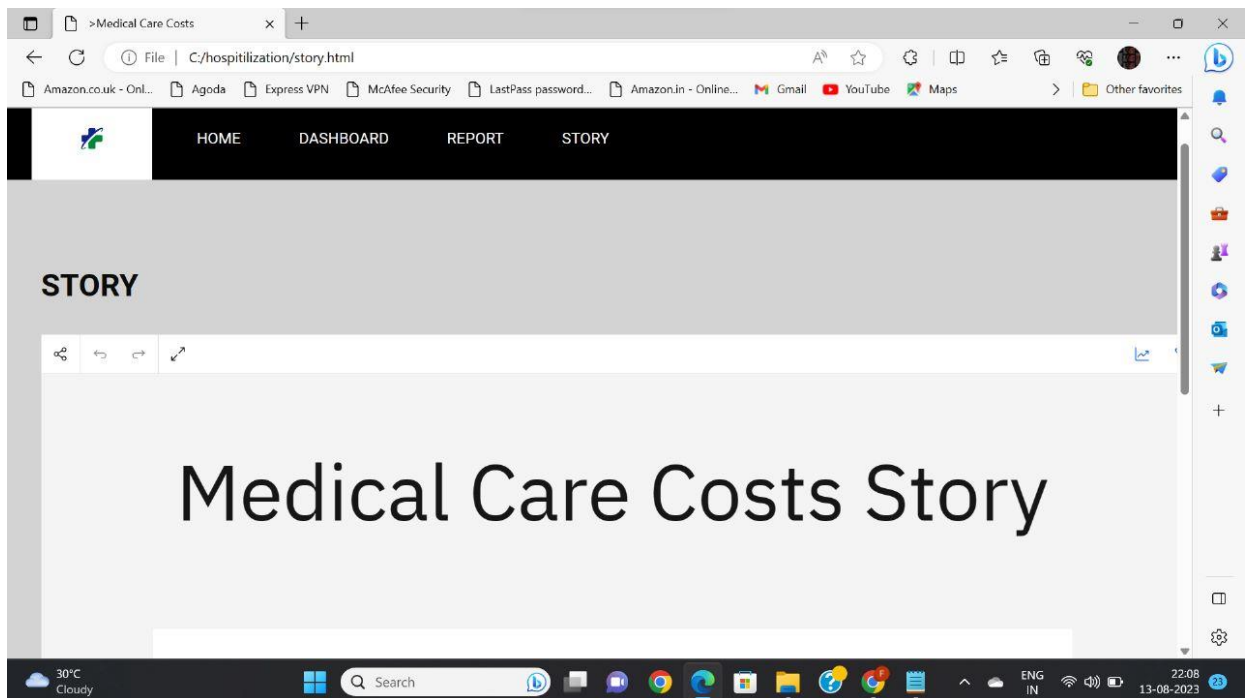 >Medical Care Costs
File | C:/hospitilization/story.html
Amazon.co.uk - Onl... Agoda Express VPN McAfee Security LastPass password... Amazon.in - Online... Gmail YouTube Maps Other favorites
HOME DASHBOARD REPORT STORY
STORY
Medical Care Costs Story
30°C
Cloudy
Search
ENG
IN
22:08
13-08-2023
23